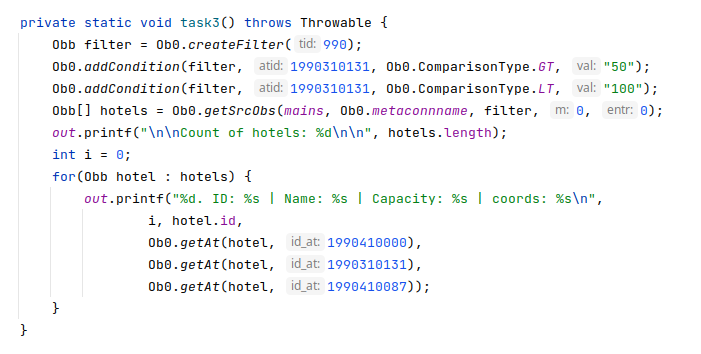 private static void task3() throws Throwable {
    Obb filter = Ob0.createFilter( tid: 990);
    Ob0.addCondition(filter, atid: 1990310131, Ob0.ComparisonType.GT, val: "50");
    Ob0.addCondition(filter, atid: 1990310131, Ob0.ComparisonType.LT, val: "100");
    Obb[] hotels = Ob0.getSrcObs(mains, Ob0.metaconnname, filter, m: 0, entr: 0);
    out.printf("\n\nCount of hotels: %d\n\n", hotels.length);
    int i = 0;
    for(Obb hotel : hotels) {
        out.printf("%d. ID: %s | Name: %s | Capacity: %s | coords: %s\n",
                i, hotel.id,
                Ob0.getAt(hotel, id_at: 1990410000),
                Ob0.getAt(hotel, id_at: 1990310131),
                Ob0.getAt(hotel, id_at: 1990410087));
    }
}